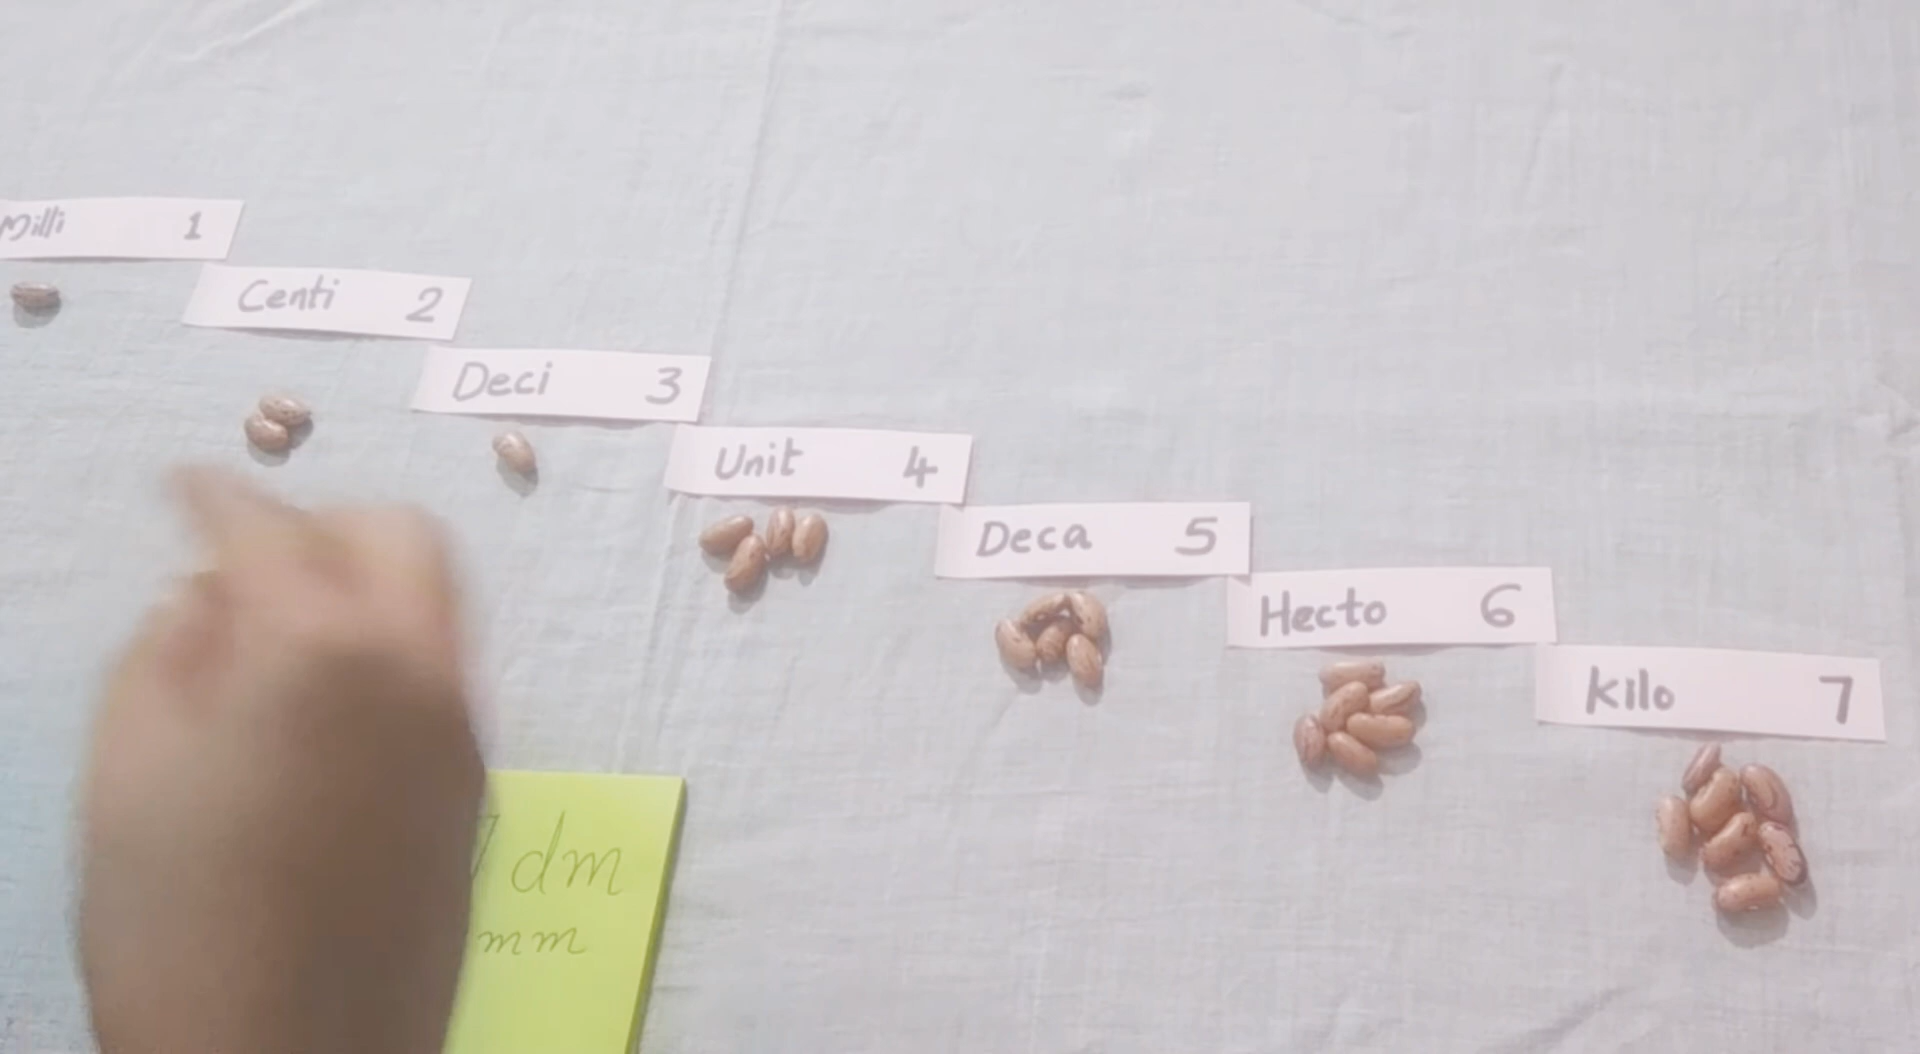 Milli 1
Centi 2
Deci 3
Unit 4
Deca 5
Hecto 6
Kilo 7
dm
mm